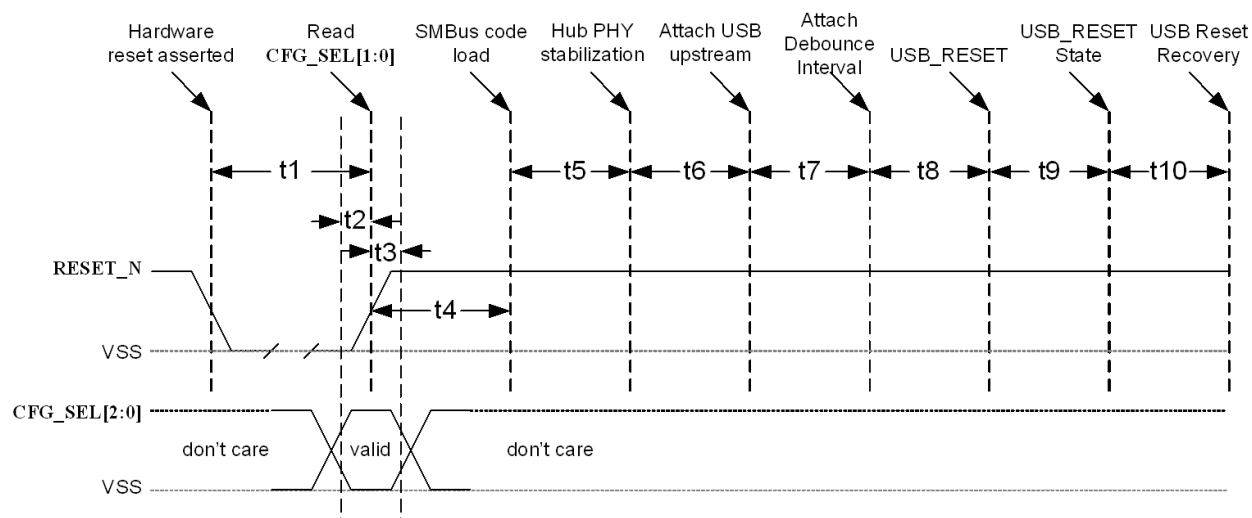 Hardware
reset asserted
Read
CFG_SEL[1:0]
SMBus code
load
Hub PHY
stabilization
Attach USB
upstream
Attach
Debounce
Interval
USB_RESET
USB_RESET
State
USB Reset
Recovery
t1
t5
t6
t7
t8
t9
t10
t2
t3
RESET_N
t4
VSS
CFG_SEL[2:0]
don't care
valid
don't care
VSS